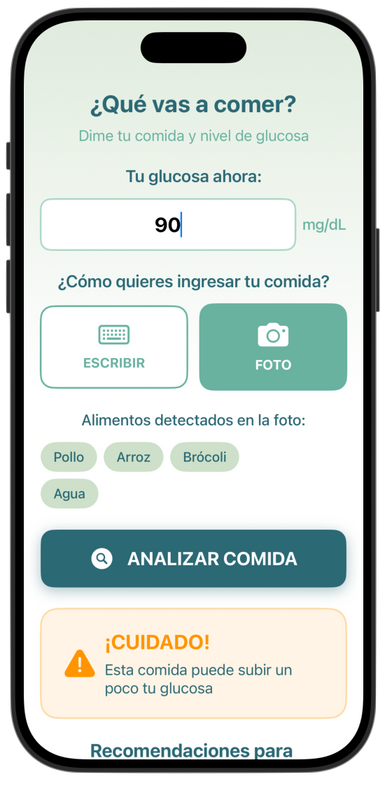 ¿Qué vas a comer?
Dime tu comida y nivel de glucosa
Tu glucosa ahora:
90 mg/dL
¿Cómo quieres ingresar tu comida?
ESCRIBIR FOTO
Alimentos detectados en la foto:
Pollo Arroz Brócoli
Agua
ANALIZAR COMIDA
¡CUIDADO!
Esta comida puede subir un
poco tu glucosa
Recomendaciones para